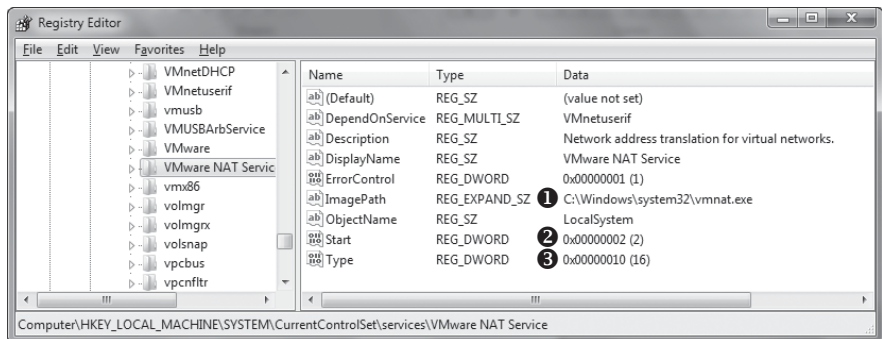 Registry Editor
File Edit View Favorites Help
VMnetDHCP
VMnetuserif
vmusb
VMUSBArbService
VMware
VMware NAT Servic
vmx86
volmgr
volmgrx
volsnap
vpcbus
vpcnfltr
Name Type Data
(Default) REG_SZ (value not set)
DependOnService REG_MULTI_SZ VMnetuserif
Description REG_SZ Network address translation for virtual networks.
DisplayName REG_SZ VMware NAT Service
ErrorControl REG_DWORD 0x00000001 (1)
ImagePath REG_EXPAND_SZ ❶ C:\Windows\system32\vmnat.exe
ObjectName REG_SZ LocalSystem
Start REG_DWORD ❷ 0x00000002 (2)
Type REG_DWORD ❸ 0x00000010 (16)
Computer\HKEY_LOCAL_MACHINE\SYSTEM\CurrentControlSet\services\VMware NAT Service